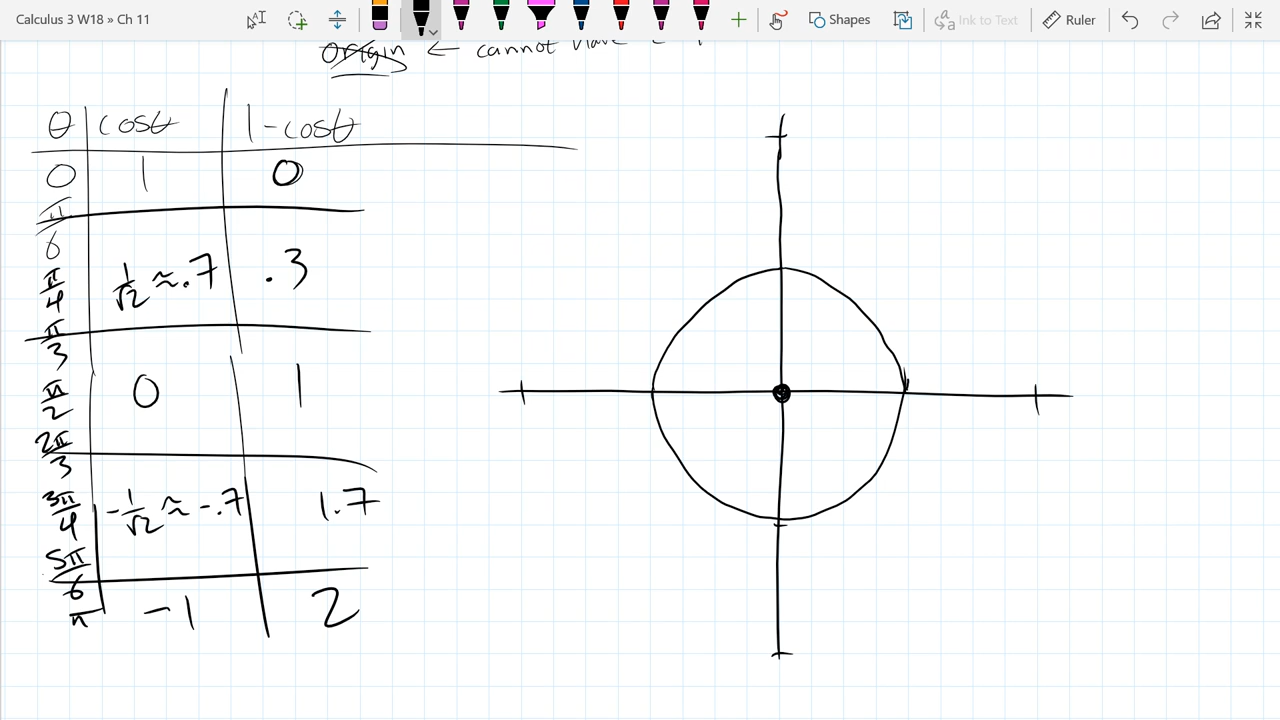 Calculus 3 W18 » Ch 11
Shapes
Ink to Text
Ruler
Origin ← cannot have
θ cosθ 1-cosθ
0 1 0
π/6
π/4 1/√2 ≈ .7 .3
π/3
π/2 0 1
2π/3
3π/4 -1/√2 ≈ -.7 1.7
5π/6
π -1 2